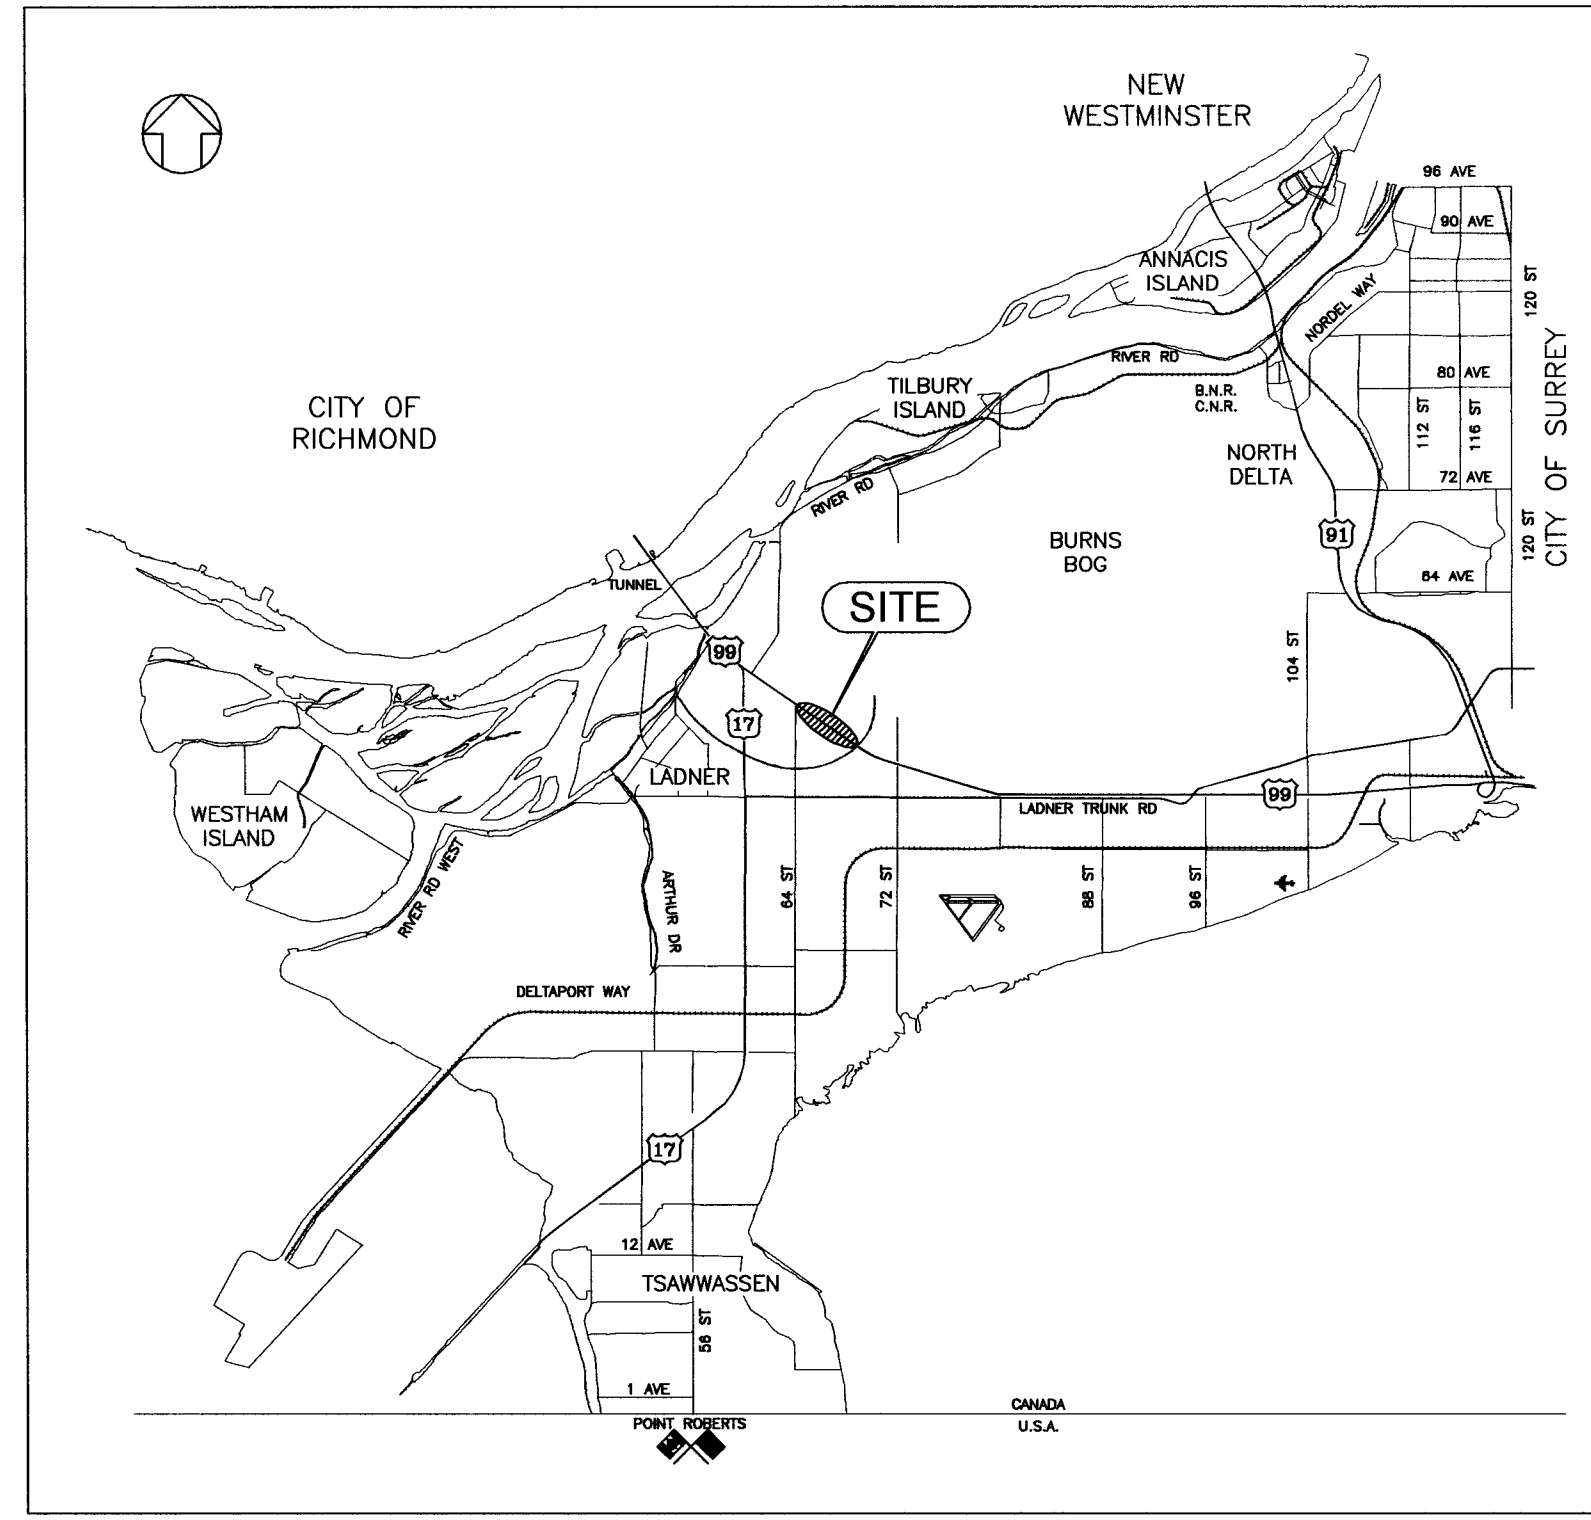 NEW
WESTMINSTER
96 AVE
90 AVE
ANNACIS
ISLAND
120 ST
NORDEL WAY
RIVER RD
CITY OF SURREY
TILBURY
ISLAND
80 AVE
B.N.R.
C.N.R.
CITY OF
RICHMOND
112 ST
116 ST
NORTH
DELTA
72 AVE
RIVER RD
91
120 ST
BURNS
BOG
TUNNEL
64 AVE
SITE
99
104 ST
17
LADNER
99
LADNER TRUNK RD
WESTHAM
ISLAND
RIVER RD WEST
ARTHUR DR
64 ST
72 ST
88 ST
96 ST
DELTAPORT WAY
17
12 AVE
TSAWWASSEN
56 ST
1 AVE
CANADA
POINT ROBERTS
U.S.A.